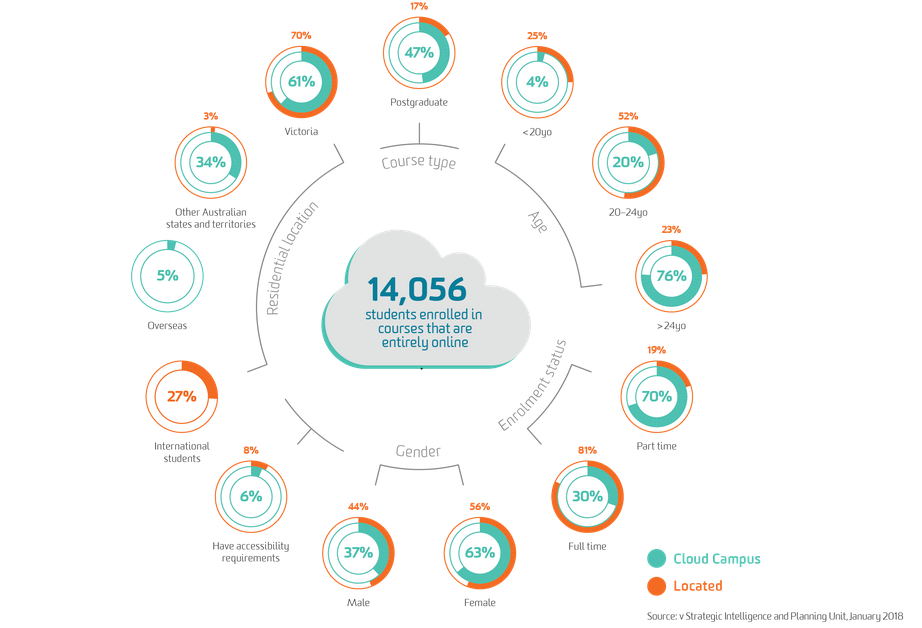 17%
47%
Postgraduate
70%
61%
Victoria
25%
4%
<20yo
3%
34%
Other Australian
states and territories
52%
20%
20–24yo
Course type
Residential location
Age
5%
Overseas
23%
76%
>24yo
14,056
students enrolled in
courses that are
entirely online
27%
International
students
19%
70%
Part time
Enrolment status
8%
6%
Have accessibility
requirements
Gender
81%
30%
Full time
44%
37%
Male
56%
63%
Female
Cloud Campus
Located
Source: v Strategic Intelligence and Planning Unit, January 2018